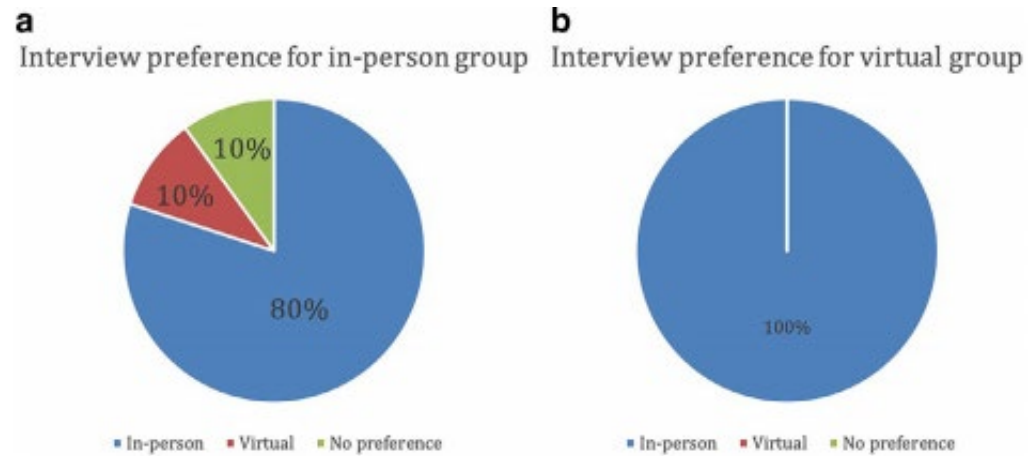 a
Interview preference for in-person group
10%
10%
80%
In-person Virtual No preference
b
Interview preference for virtual group
100%
In-person Virtual No preference